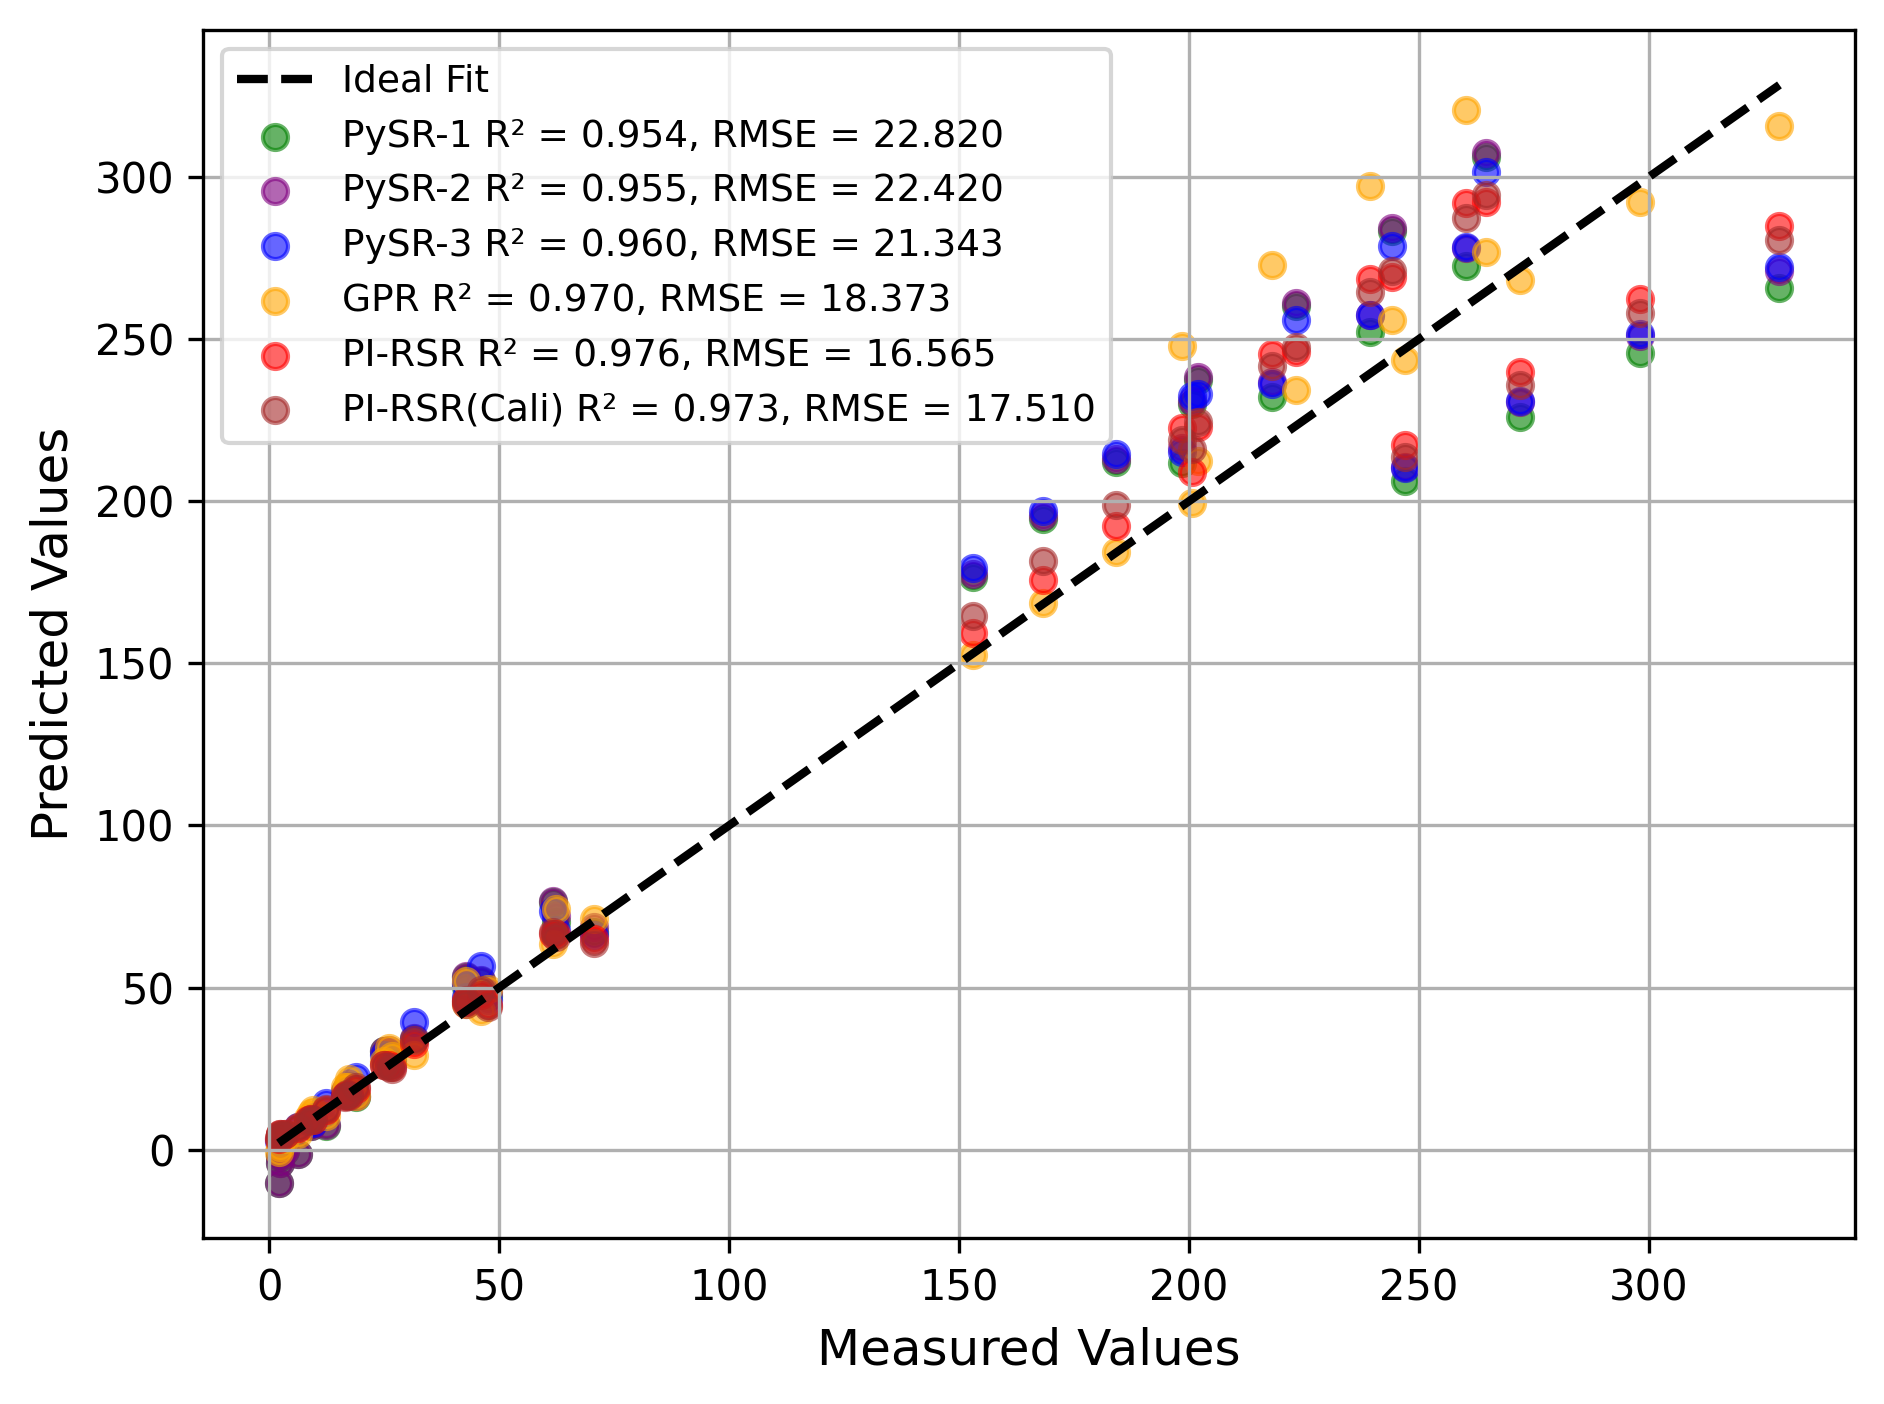 Ideal Fit
PySR-1 R² = 0.954, RMSE = 22.820
PySR-2 R² = 0.955, RMSE = 22.420
PySR-3 R² = 0.960, RMSE = 21.343
GPR R² = 0.970, RMSE = 18.373
PI-RSR R² = 0.976, RMSE = 16.565
PI-RSR(Cali) R² = 0.973, RMSE = 17.510
Predicted Values
300
250
200
150
100
50
0
0 50 100 150 200 250 300
Measured Values